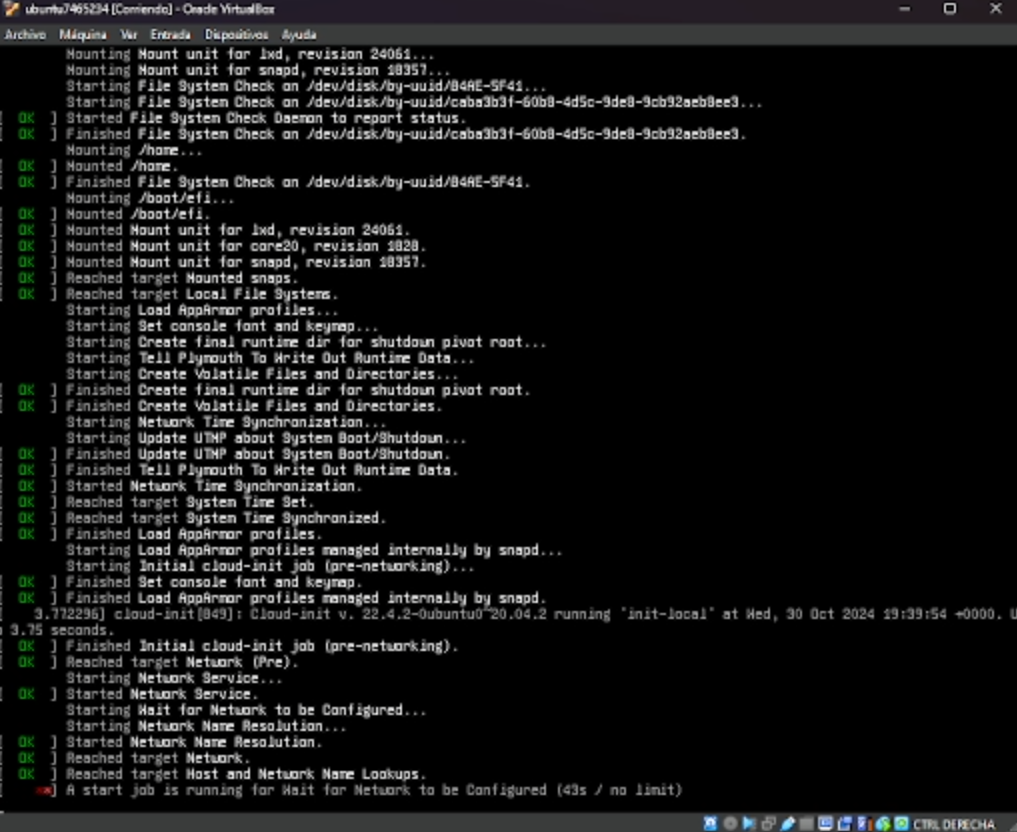 ubuntu7465234 [Corriendo] - Oracle VirtualBox
Archivo Máquina Ver Entrada Dispositivos Ayuda
Mounting Mount unit for lxd, revision 24061...
Mounting Mount unit for snapd, revision 18357...
Starting File System Check on /dev/disk/by-uuid/B4AE-5F41...
Starting File System Check on /dev/disk/by-uuid/caba3b3f-60b8-4d5c-9de8-9cb92aeb8ee3...
[ OK ] Started File System Check Daemon to report status.
[ OK ] Finished File System Check on /dev/disk/by-uuid/caba3b3f-60b8-4d5c-9de8-9cb92aeb8ee3.
Mounting /home...
[ OK ] Mounted /home.
[ OK ] Finished File System Check on /dev/disk/by-uuid/B4AE-5F41.
Mounting /boot/efi...
[ OK ] Mounted /boot/efi.
[ OK ] Mounted Mount unit for lxd, revision 24061.
[ OK ] Mounted Mount unit for core20, revision 1828.
[ OK ] Mounted Mount unit for snapd, revision 18357.
[ OK ] Reached target Mounted snaps.
[ OK ] Reached target Local File Systems.
Starting Load AppArmor profiles...
Starting Set console font and keymap...
Starting Create final runtime dir for shutdown pivot root...
Starting Tell Plymouth To Write Out Runtime Data...
Starting Create Volatile Files and Directories...
[ OK ] Finished Create final runtime dir for shutdown pivot root.
[ OK ] Finished Create Volatile Files and Directories.
Starting Network Time Synchronization...
Starting Update UTMP about System Boot/Shutdown...
[ OK ] Finished Update UTMP about System Boot/Shutdown.
[ OK ] Finished Tell Plymouth To Write Out Runtime Data.
[ OK ] Started Network Time Synchronization.
[ OK ] Reached target System Time Set.
[ OK ] Reached target System Time Synchronized.
[ OK ] Finished Load AppArmor profiles.
Starting Load AppArmor profiles managed internally by snapd...
Starting Initial cloud-init job (pre-networking)...
[ OK ] Finished Set console font and keymap.
[ OK ] Finished Load AppArmor profiles managed internally by snapd.
[ 3.772296] cloud-init[849]: Cloud-init v. 22.4.2-0ubuntu0~20.04.2 running 'init-local' at Wed, 30 Oct 2024 19:39:54 +0000. U
p 3.75 seconds.
[ OK ] Finished Initial cloud-init job (pre-networking).
[ OK ] Reached target Network (Pre).
Starting Network Service...
[ OK ] Started Network Service.
Starting Wait for Network to be Configured...
Starting Network Name Resolution...
[ OK ] Started Network Name Resolution.
[ OK ] Reached target Network.
[ OK ] Reached target Host and Network Name Lookups.
[ **] A start job is running for Wait for Network to be Configured (43s / no limit)
CTRL DERECHA